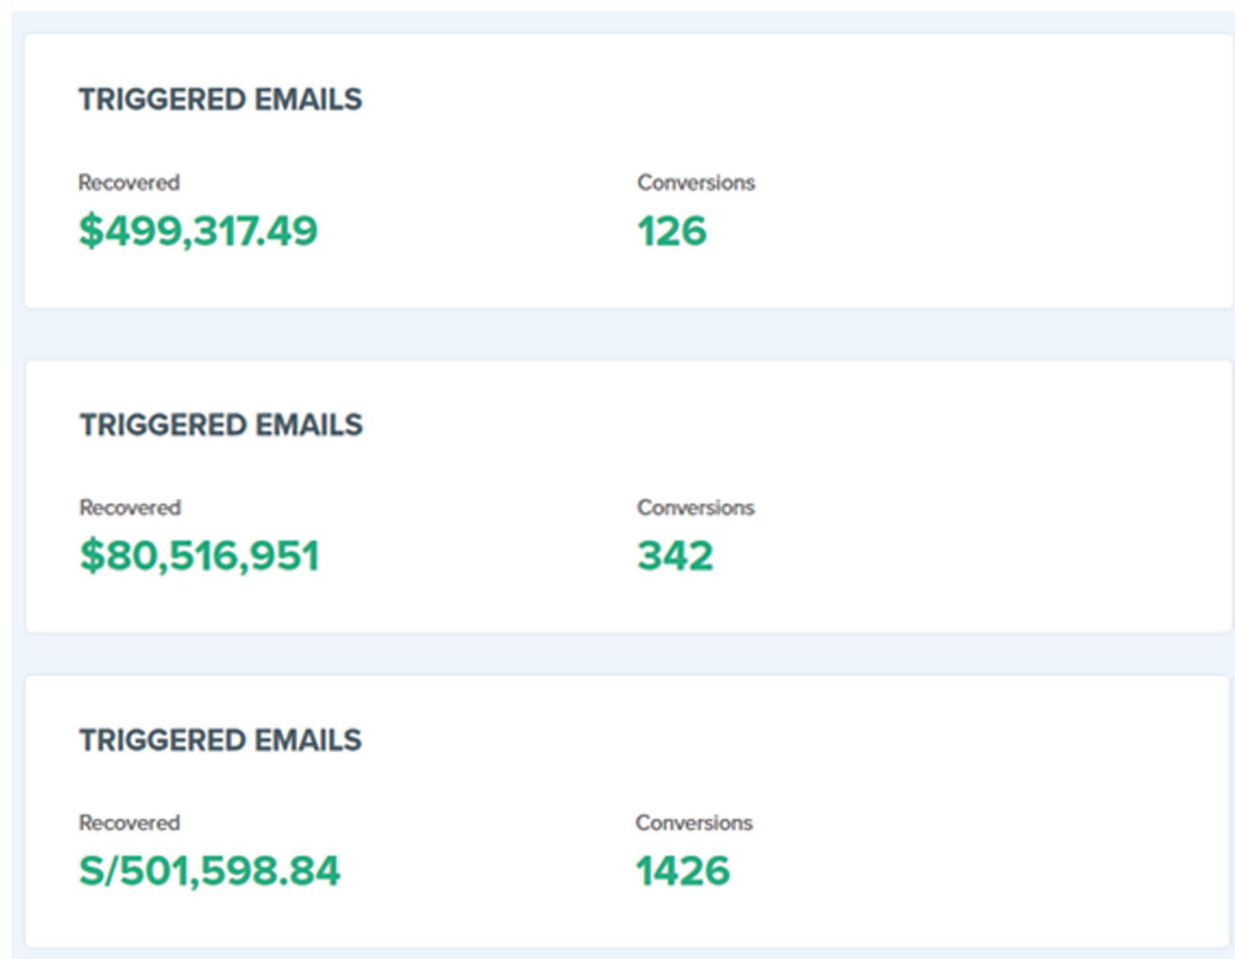 TRIGGERED EMAILS
Recovered Conversions
$499,317.49 126
TRIGGERED EMAILS
Recovered Conversions
$80,516,951 342
TRIGGERED EMAILS
Recovered Conversions
S/501,598.84 1426